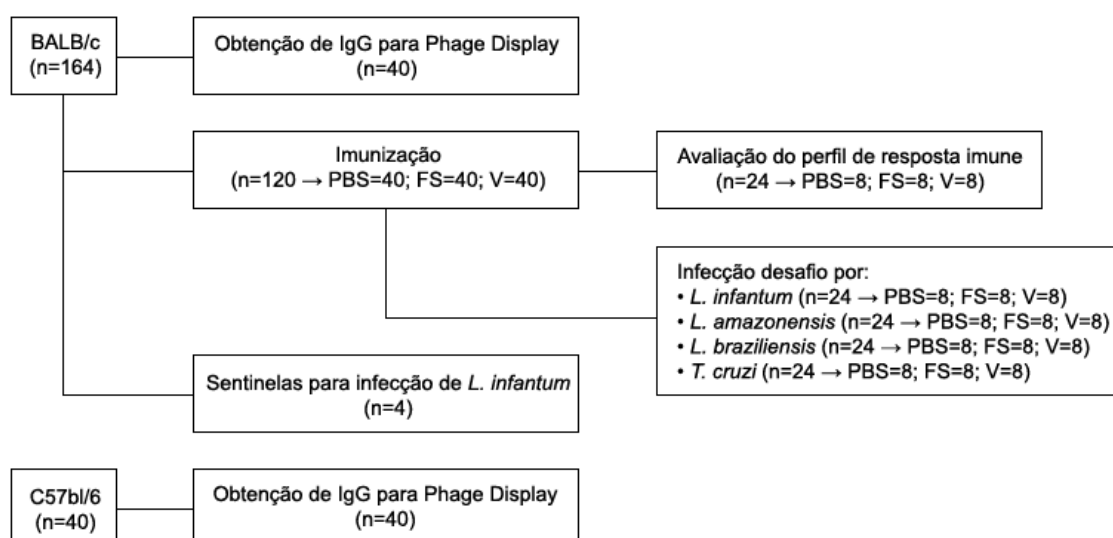 BALB/c
(n=164)
Obtenção de IgG para Phage Display
(n=40)
Imunização
(n=120 → PBS=40; FS=40; V=40)
Avaliação do perfil de resposta imune
(n=24 → PBS=8; FS=8; V=8)
Infecção desafio por:
• L. infantum (n=24 → PBS=8; FS=8; V=8)
• L. amazonensis (n=24 → PBS=8; FS=8; V=8)
• L. braziliensis (n=24 → PBS=8; FS=8; V=8)
• T. cruzi (n=24 → PBS=8; FS=8; V=8)
Sentinelas para infecção de L. infantum
(n=4)
C57bl/6
(n=40)
Obtenção de IgG para Phage Display
(n=40)